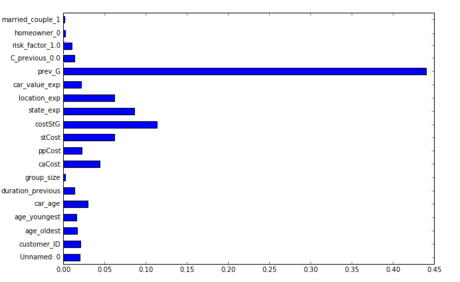 married_couple_1
homeowner_0
risk_factor_1.0
C_previous_0.0
prev_G
car_value_exp
location_exp
state_exp
costStG
stCost
ppCost
caCost
group_size
duration_previous
car_age
age_youngest
age_oldest
customer_ID
Unnamed: 0
0.00 0.05 0.10 0.15 0.20 0.25 0.30 0.35 0.40 0.45